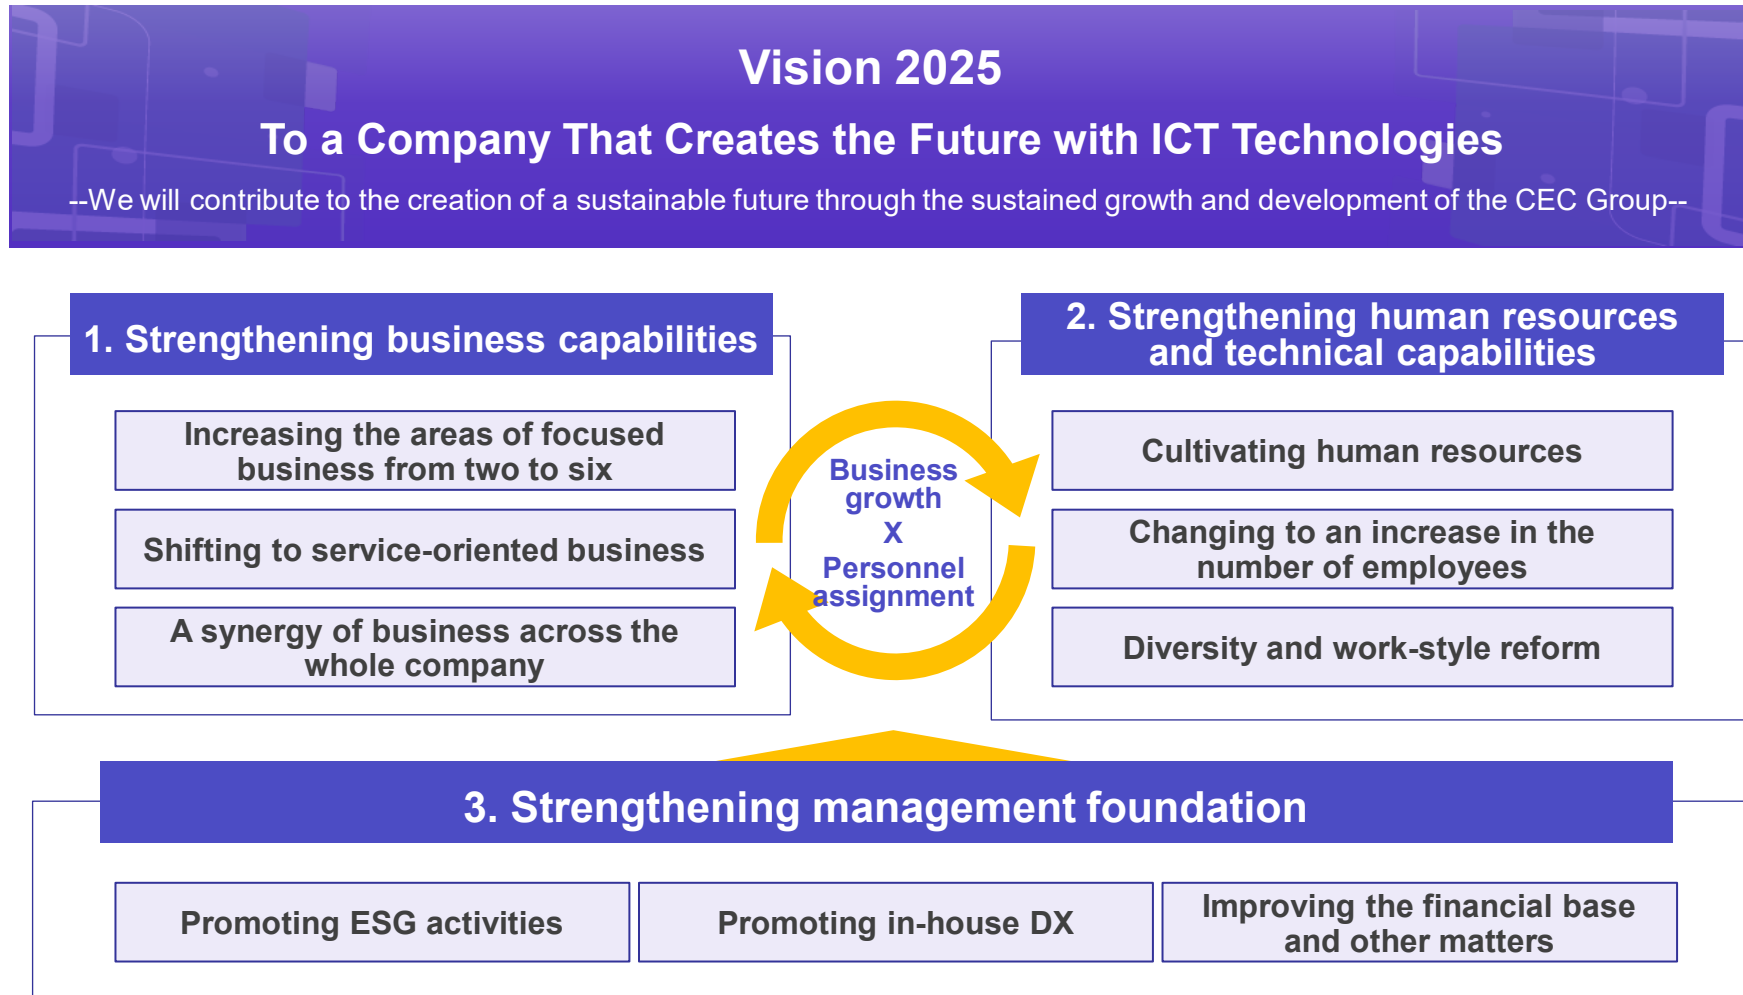 Vision 2025
To a Company That Creates the Future with ICT Technologies
--We will contribute to the creation of a sustainable future through the sustained growth and development of the CEC Group--
1. Strengthening business capabilities
Increasing the areas of focused
business from two to six
Shifting to service-oriented business
A synergy of business across the
whole company
Business
growth
X
Personnel
assignment
2. Strengthening human resources
and technical capabilities
Cultivating human resources
Changing to an increase in the
number of employees
Diversity and work-style reform
3. Strengthening management foundation
Promoting ESG activities
Promoting in-house DX
Improving the financial base
and other matters